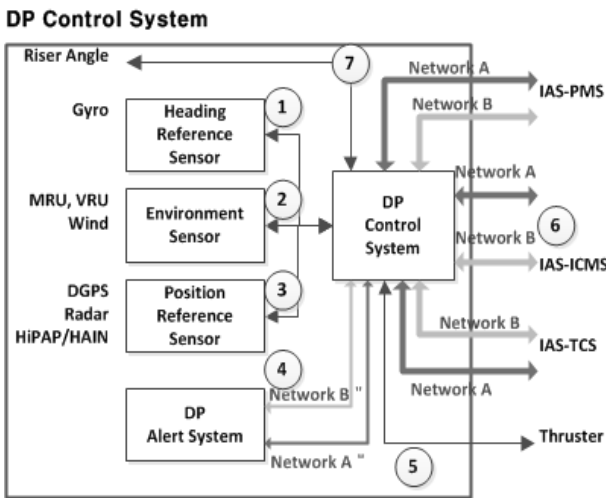 DP Control System
Riser Angle
7
Network A
IAS-PMS
Network B
Gyro
1
Heading
Reference
Sensor
Network A
MRU, VRU
Wind
2
Environment
Sensor
DP
Control
System
6
Network B
IAS-ICMS
DGPS
Radar
HiPAP/HAIN
3
Position
Reference
Sensor
Network B
IAS-TCS
Network A
4
Network B "
DP
Alert System
Network A "
5
Thruster